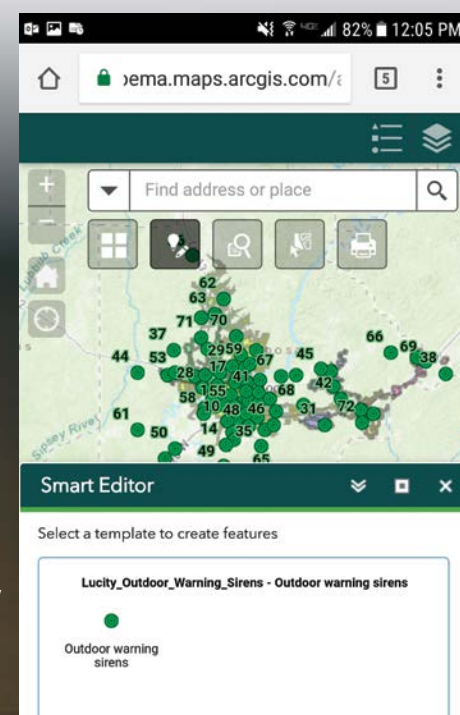 82% 12:05 PM
ema.maps.arcgis.com/a
5
Find address or place
Lubbub Creek
62
63
71 70
37
66
44 53 29 59 67 45 69 38
17
28 41 42
58 1 55 68
10 48 46 31 72
61
50 14 35
49
65
Sipsey River
Smart Editor
Select a template to create features
Lucity_Outdoor_Warning_Sirens - Outdoor warning sirens
Outdoor warning
sirens